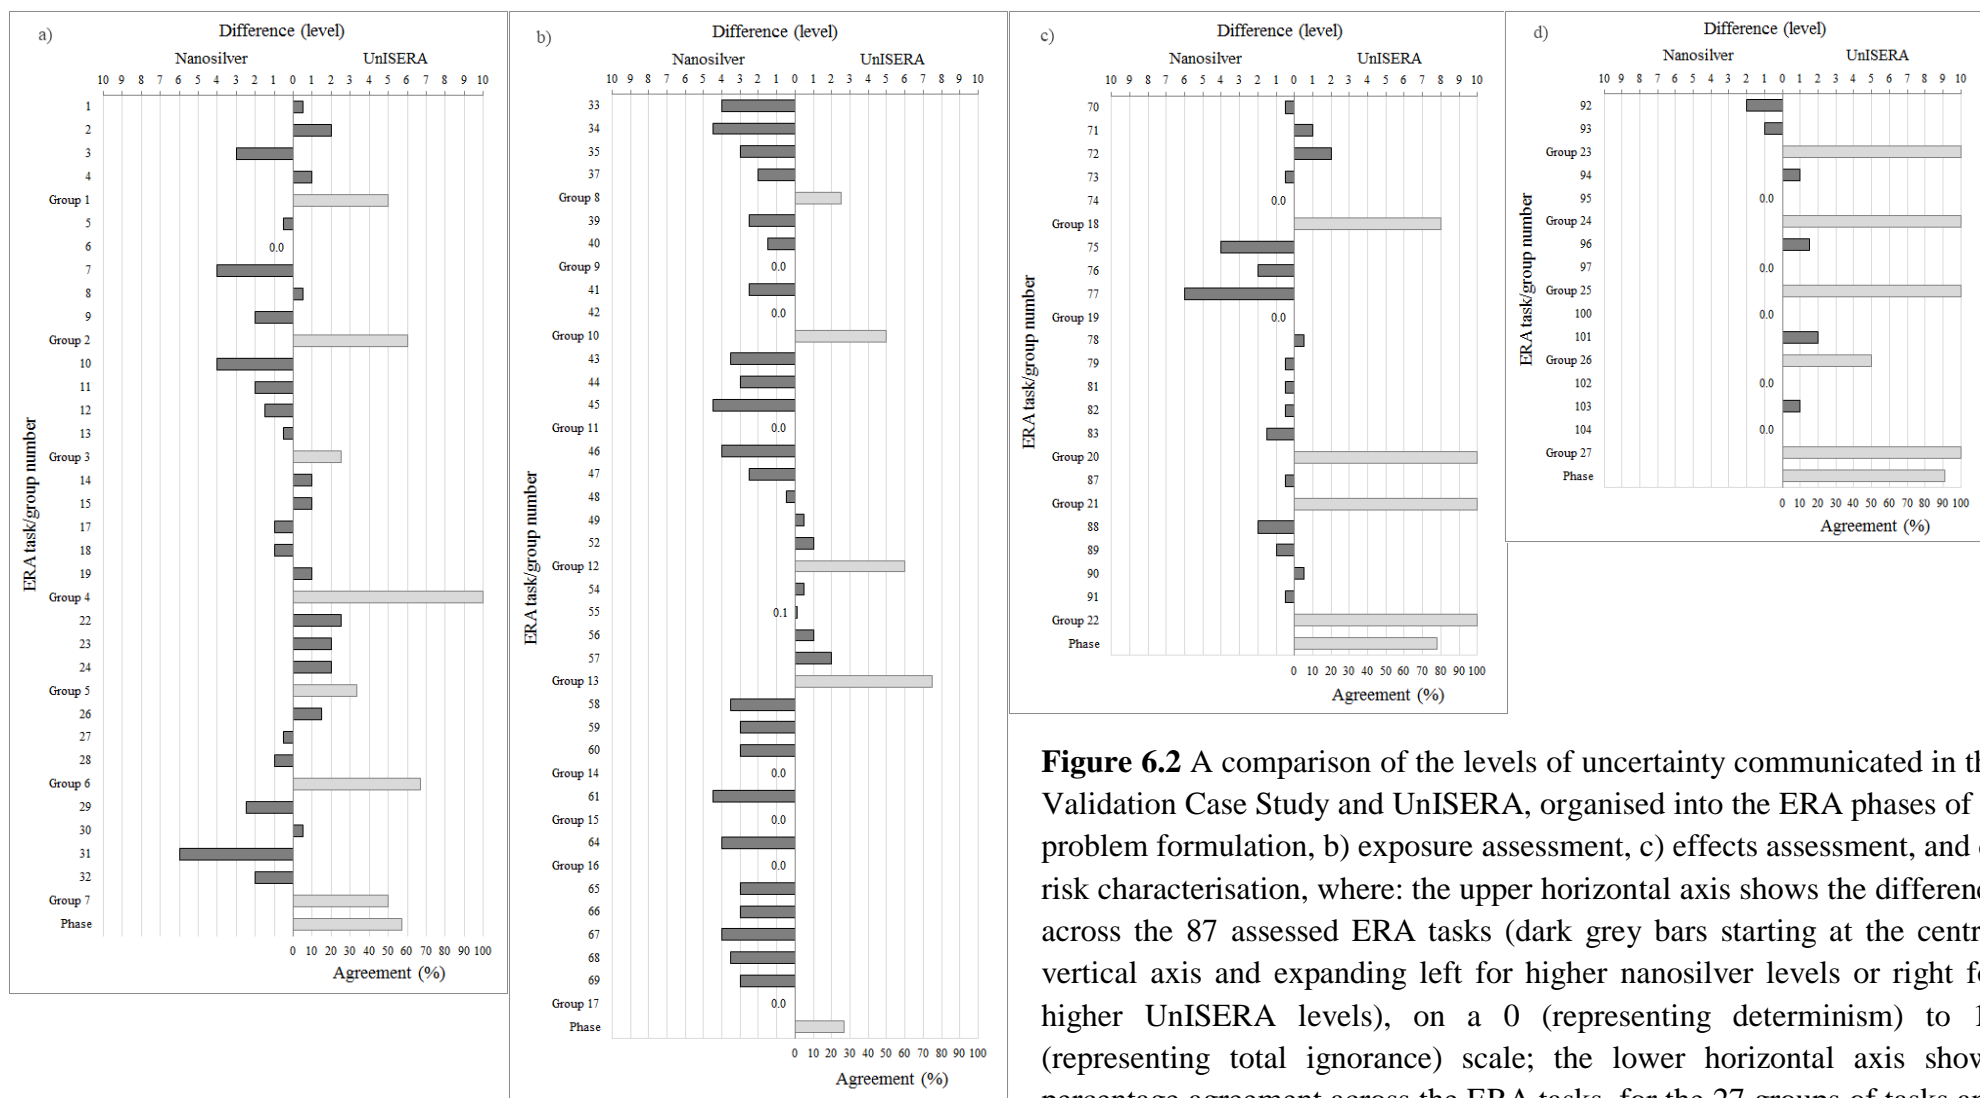 a)
Difference (level)
Nanosilver UnISERA
10 9 8 7 6 5 4 3 2 1 0 1 2 3 4 5 6 7 8 9 10
ERA task/group number
1
2
3
4
Group 1
5
6 0.0
7
8
9
Group 2
10
11
12
13
Group 3
14
15
17
18
19
Group 4
22
23
24
Group 5
26
27
28
Group 6
29
30
31
32
Group 7
Phase
0 10 20 30 40 50 60 70 80 90 100
Agreement (%)
b)
Difference (level)
Nanosilver UnISERA
10 9 8 7 6 5 4 3 2 1 0 1 2 3 4 5 6 7 8 9 10
ERA task/group number
33
34
35
37
Group 8
39
40
Group 9 0.0
41
42 0.0
Group 10
43
44
45
Group 11 0.0
46
47
48
49
52
Group 12
54
55 0.1
56
57
Group 13
58
59
60
Group 14 0.0
61
Group 15 0.0
64
Group 16 0.0
65
66
67
68
69
Group 17 0.0
Phase
0 10 20 30 40 50 60 70 80 90 100
Agreement (%)
c)
Difference (level)
Nanosilver UnISERA
10 9 8 7 6 5 4 3 2 1 0 1 2 3 4 5 6 7 8 9 10
ERA task/group number
70
71
72
73
74 0.0
Group 18
75
76
77
Group 19 0.0
78
79
81
82
83
Group 20
87
Group 21
88
89
90
91
Group 22
Phase
0 10 20 30 40 50 60 70 80 90 100
Agreement (%)
d)
Difference (level)
Nanosilver UnISERA
10 9 8 7 6 5 4 3 2 1 0 1 2 3 4 5 6 7 8 9 10
ERA task/group number
92
93
Group 23
94
95 0.0
Group 24
96
97 0.0
Group 25
100 0.0
101
Group 26
102 0.0
103
104 0.0
Group 27
Phase
0 10 20 30 40 50 60 70 80 90 100
Agreement (%)
Figure 6.2 A comparison of the levels of uncertainty communicated in th
Validation Case Study and UnISERA, organised into the ERA phases of
problem formulation, b) exposure assessment, c) effects assessment, and
risk characterisation, where: the upper horizontal axis shows the differenc
across the 87 assessed ERA tasks (dark grey bars starting at the centr
vertical axis and expanding left for higher nanosilver levels or right fo
higher UnISERA levels), on a 0 (representing determinism) to 1
(representing total ignorance) scale; the lower horizontal axis show
percentage agreement across the ERA tasks, for the 27 groups of tasks an